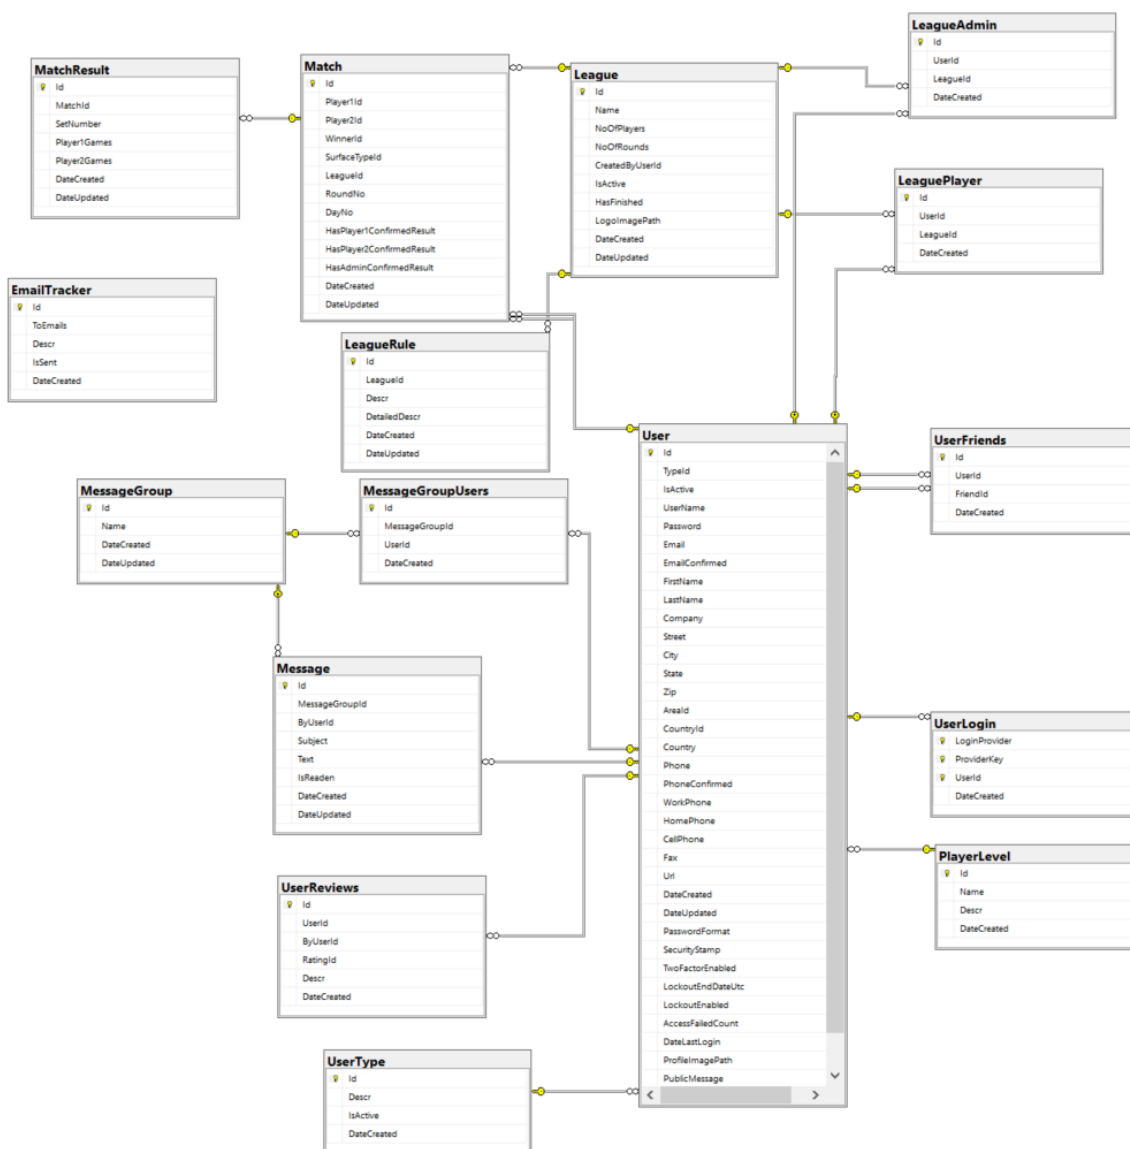 MatchResult
Id
MatchId
SetNumber
Player1Games
Player2Games
DateCreated
DateUpdated
Match
Id
Player1Id
Player2Id
WinnerId
SurfaceTypeId
LeagueId
RoundNo
DayNo
HasPlayer1ConfirmedResult
HasPlayer2ConfirmedResult
HasAdminConfirmedResult
DateCreated
DateUpdated
League
Id
Name
NoOfPlayers
NoOfRounds
CreatedByUserId
IsActive
HasFinished
LogoImagePath
DateCreated
DateUpdated
LeagueAdmin
Id
UserId
LeagueId
DateCreated
LeaguePlayer
Id
UserId
LeagueId
DateCreated
EmailTracker
Id
ToEmails
Descr
IsSent
DateCreated
LeagueRule
Id
LeagueId
Descr
DetailedDescr
DateCreated
DateUpdated
User
Id
TypeId
IsActive
UserName
Password
Email
EmailConfirmed
FirstName
LastName
Company
Street
City
State
Zip
AreaId
CountryId
Country
Phone
PhoneConfirmed
WorkPhone
HomePhone
CellPhone
Fax
Url
DateCreated
DateUpdated
PasswordFormat
SecurityStamp
TwoFactorEnabled
LockoutEndDateUtc
LockoutEnabled
AccessFailedCount
DateLastLogin
ProfileImagePath
PublicMessage
UserFriends
Id
UserId
FriendId
DateCreated
MessageGroup
Id
Name
DateCreated
DateUpdated
MessageGroupUsers
Id
MessageGroupId
UserId
DateCreated
Message
Id
MessageGroupId
ByUserId
Subject
Text
IsReaden
DateCreated
DateUpdated
UserLogin
LoginProvider
ProviderKey
UserId
DateCreated
PlayerLevel
Id
Name
Descr
DateCreated
UserReviews
Id
UserId
ByUserId
RatingId
Descr
DateCreated
UserType
Id
Descr
IsActive
DateCreated